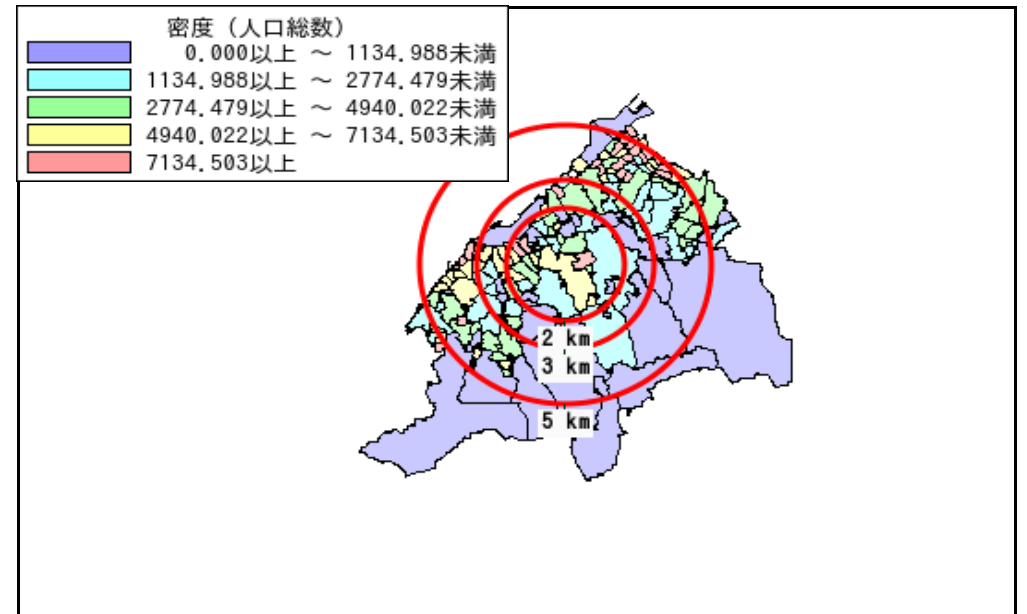 密度（人口総数）
0.000以上 ～ 1134.988未満
1134.988以上 ～ 2774.479未満
2774.479以上 ～ 4940.022未満
4940.022以上 ～ 7134.503未満
7134.503以上
2 km
3 km
5 km